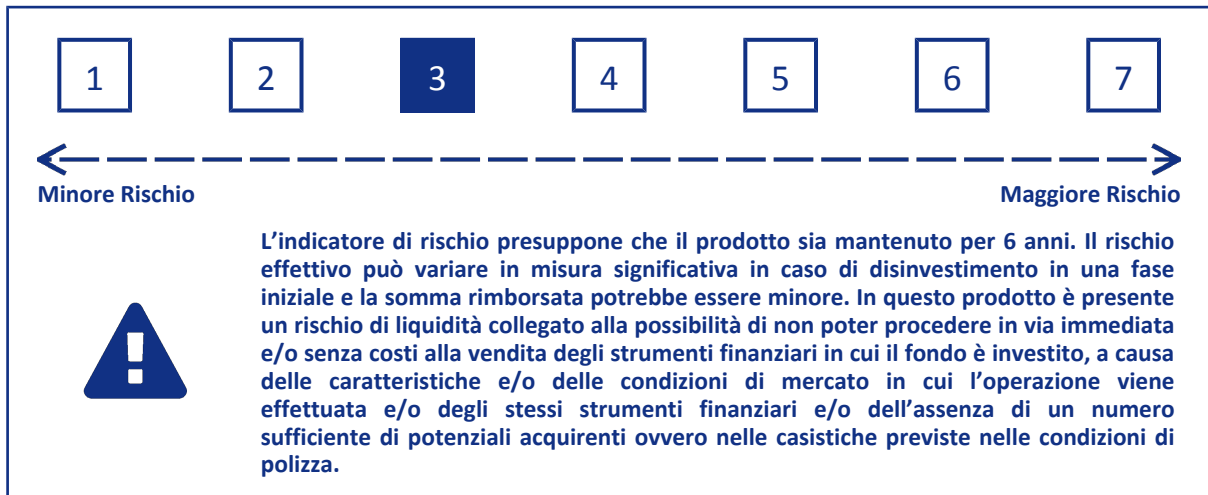 1 2 3 4 5 6 7
Minore Rischio Maggiore Rischio
L’indicatore di rischio presuppone che il prodotto sia mantenuto per 6 anni. Il rischio
effettivo può variare in misura significativa in caso di disinvestimento in una fase
iniziale e la somma rimborsata potrebbe essere minore. In questo prodotto è presente
un rischio di liquidità collegato alla possibilità di non poter procedere in via immediata
e/o senza costi alla vendita degli strumenti finanziari in cui il fondo è investito, a causa
delle caratteristiche e/o delle condizioni di mercato in cui l’operazione viene
effettuata e/o degli stessi strumenti finanziari e/o dell’assenza di un numero
sufficiente di potenziali acquirenti ovvero nelle casistiche previste nelle condizioni di
polizza.